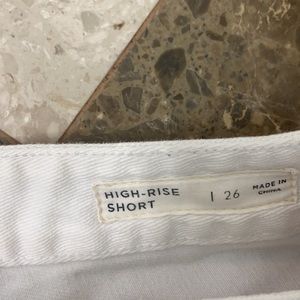 HIGH-RISE
SHORT
| 26
MADE IN
CHINA